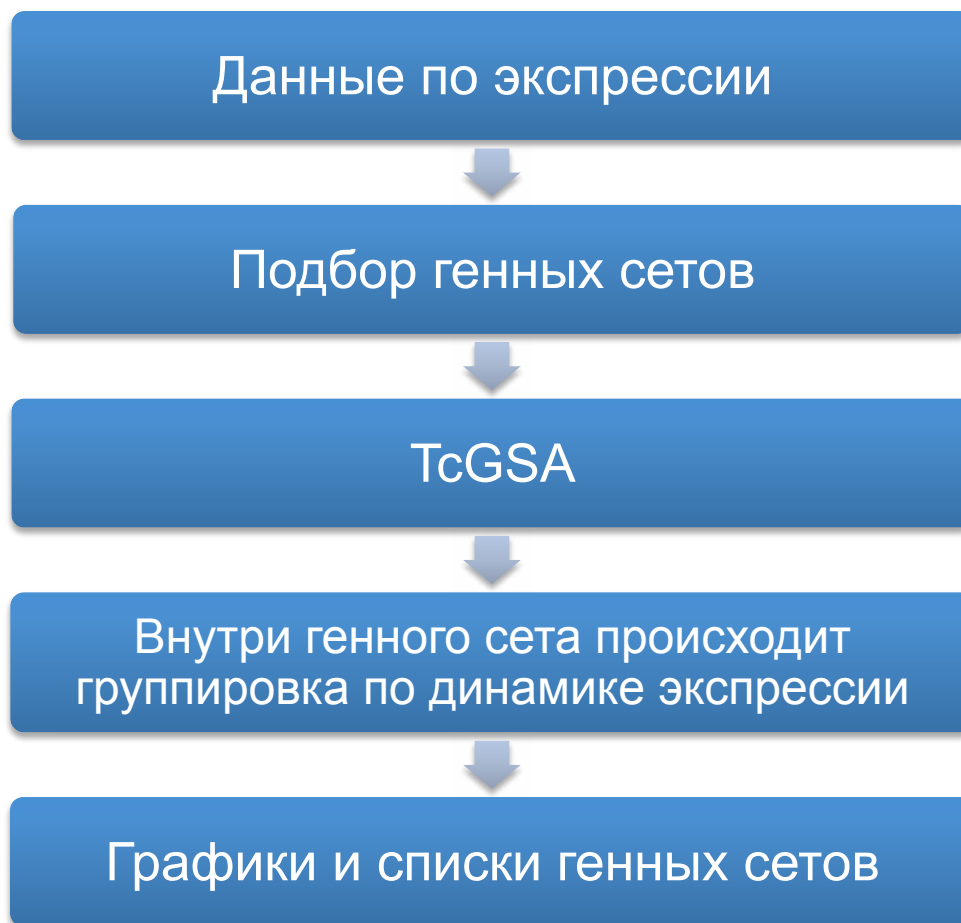 Данные по экспрессии
Подбор генных сетов
TcGSA
Внутри генного сета происходит
группировка по динамике экспрессии
Графики и списки генных сетов